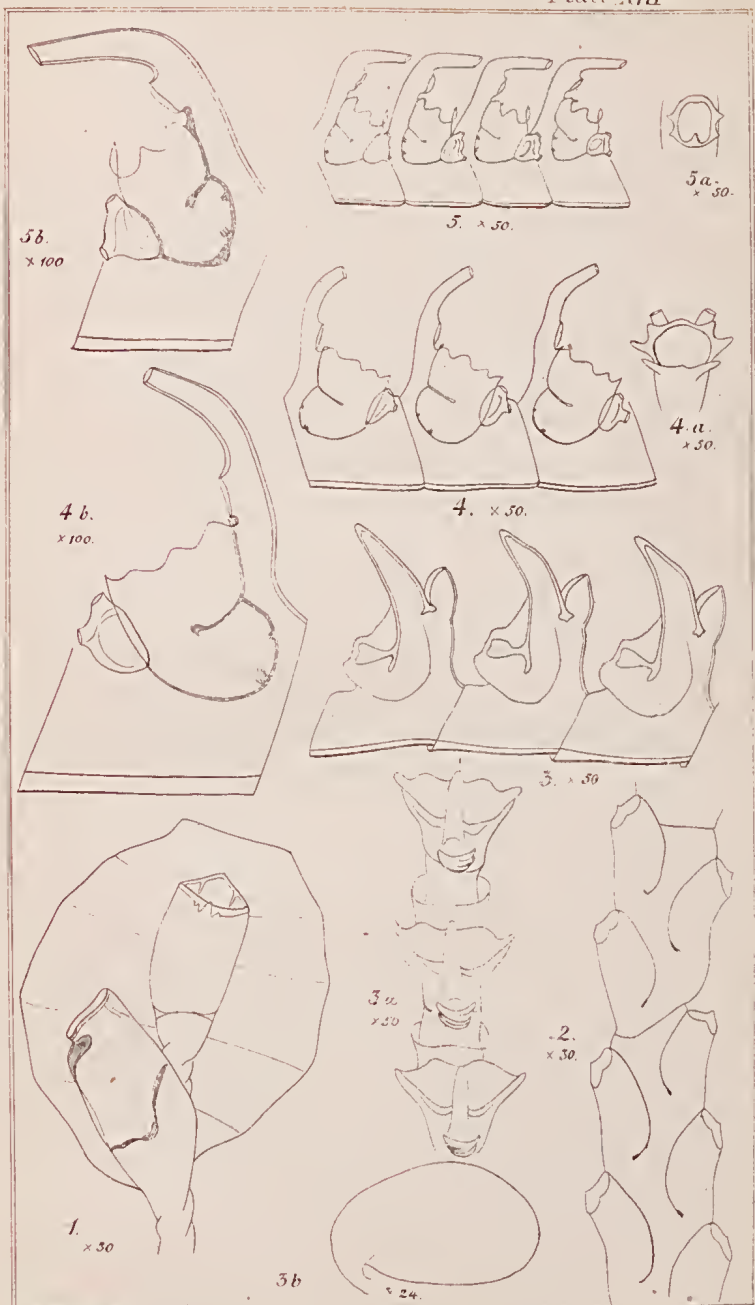 5b.
× 100
5. × 50.
5a.
× 50.
4 b.
× 100.
4. × 50.
4.a.
× 50.
3. × 50
3 a
× 50
2.
× 30.
1.
× 30
3b
× 24.